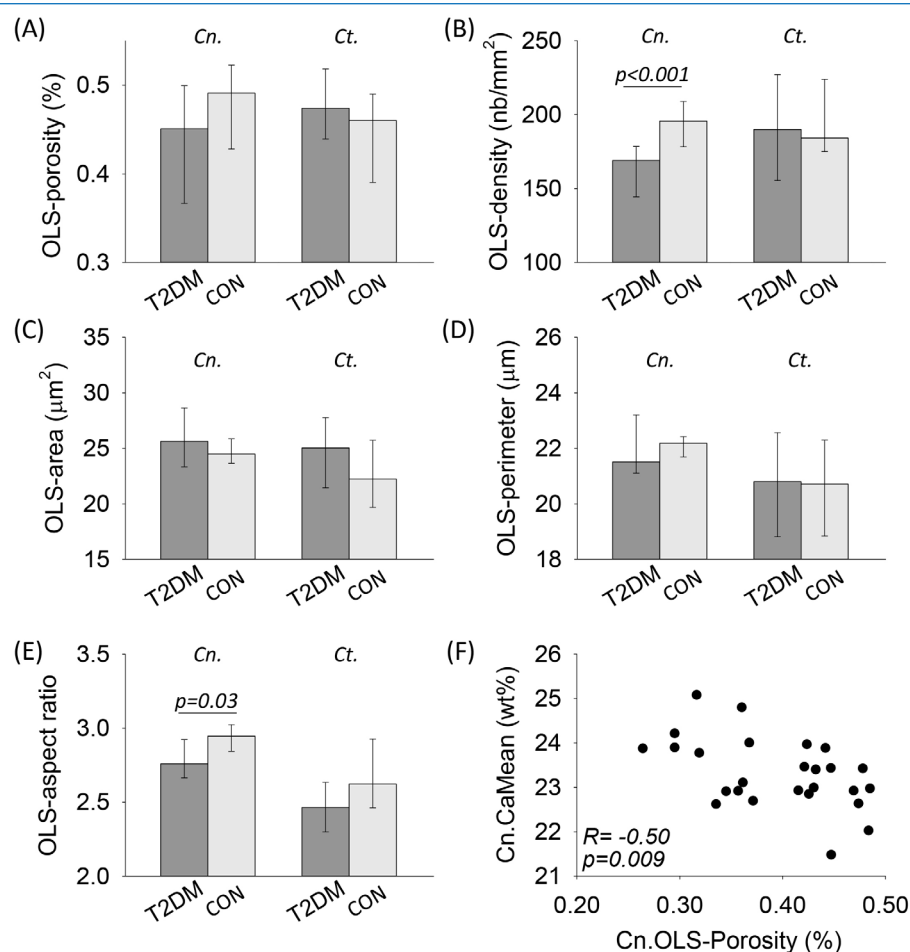 (A)
Cn. Ct.
OLS-porosity (%)
0.5
0.4
0.3
T2DM CON T2DM CON
(B)
Cn. Ct.
p<0.001
OLS-density (nb/mm²)
250
200
150
100
T2DM CON T2DM CON
(C)
Cn. Ct.
OLS-area (μm²)
35
30
25
20
15
T2DM CON T2DM CON
(D)
Cn. Ct.
OLS-perimeter (μm)
26
24
22
20
18
T2DM CON T2DM CON
(E)
Cn. Ct.
p=0.03
OLS-aspect ratio
3.5
3.0
2.5
2.0
T2DM CON T2DM CON
(F)
Cn.CaMean (wt%)
26
25
24
23
22
21
R= -0.50
p=0.009
0.20 0.30 0.40 0.50
Cn.OLS-Porosity (%)